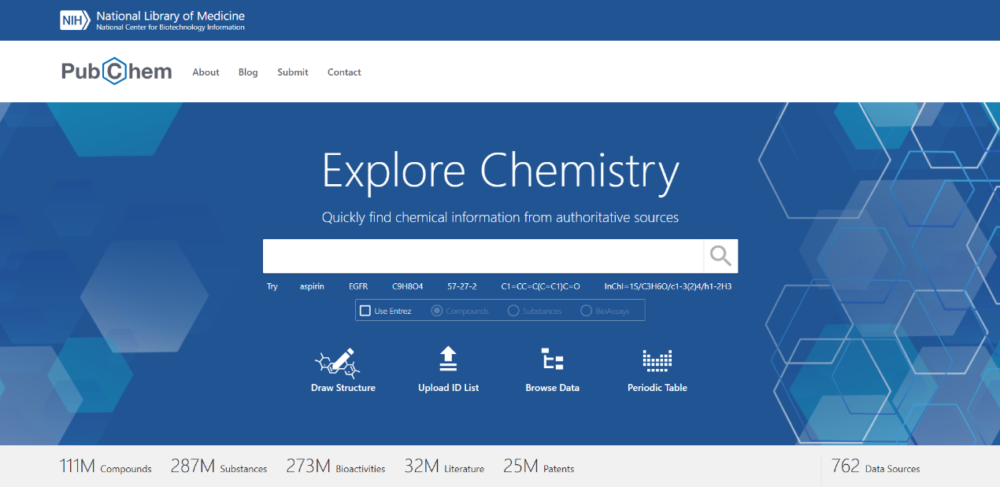 NIH National Library of Medicine
National Center for Biotechnology Information
PubChem About Blog Submit Contact
Explore Chemistry
Quickly find chemical information from authoritative sources
Try aspirin EGFR C9H8O4 57-27-2 C1=CC=C(C=C1)C=O InChI=1S/C3H6O/c1-3(2)4/h1-2H3
Use Entrez Compounds Substances BioAssays
Draw Structure Upload ID List Browse Data Periodic Table
111M Compounds 287M Substances 273M Bioactivities 32M Literature 25M Patents 762 Data Sources